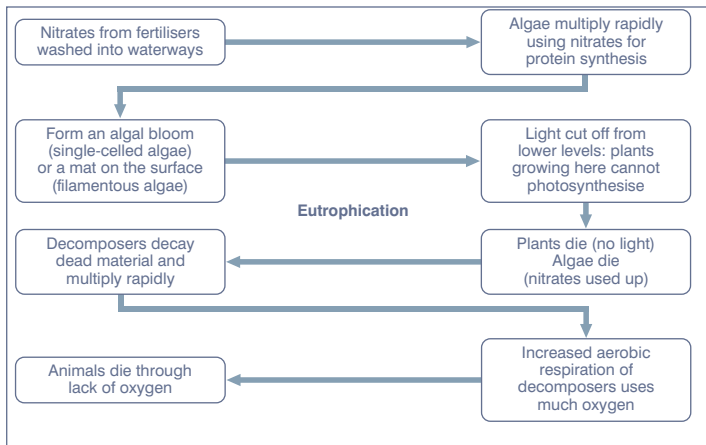 Nitrates from fertilisers
washed into waterways
Algae multiply rapidly
using nitrates for
protein synthesis
Form an algal bloom
(single-celled algae)
or a mat on the surface
(filamentous algae)
Light cut off from
lower levels: plants
growing here cannot
photosynthesise
Eutrophication
Plants die (no light)
Algae die
(nitrates used up)
Decomposers decay
dead material and
multiply rapidly
Increased aerobic
respiration of
decomposers uses
much oxygen
Animals die through
lack of oxygen